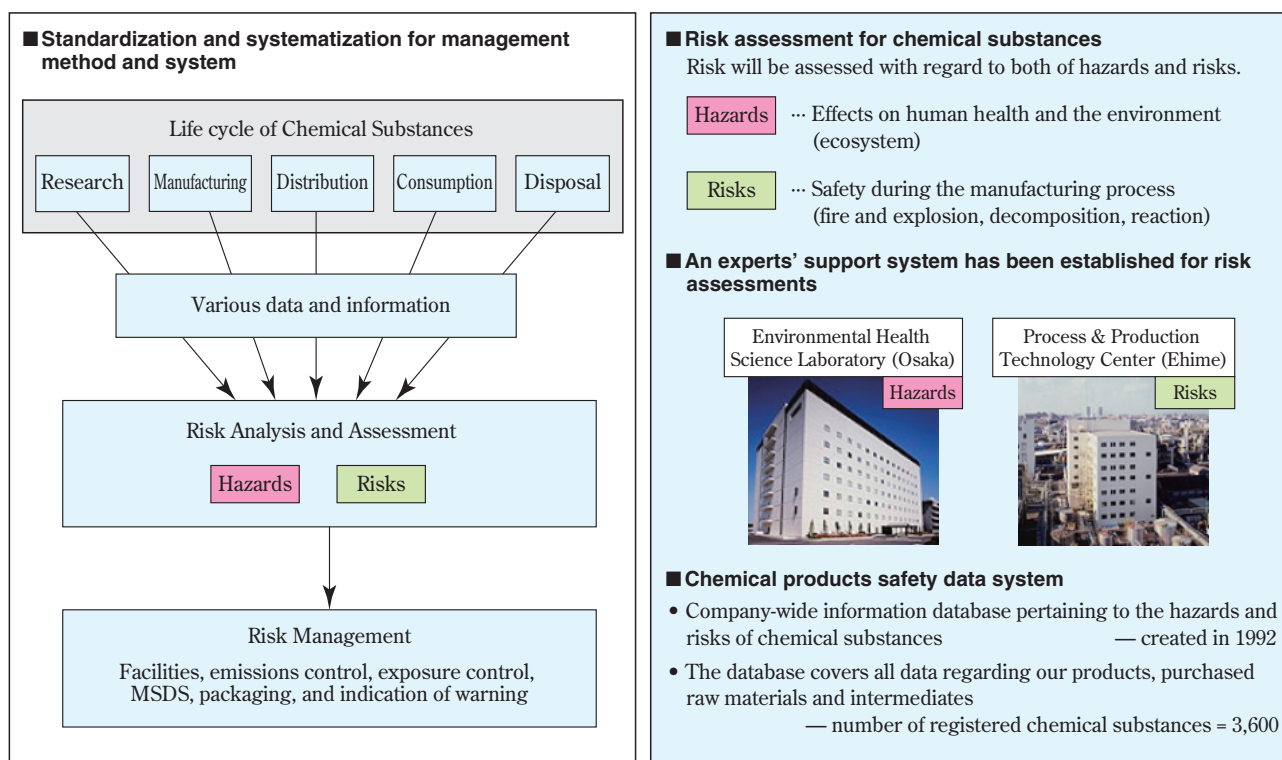 ■ Standardization and systematization for management
method and system
Life cycle of Chemical Substances
Research
Manufacturing
Distribution
Consumption
Disposal
Various data and information
Risk Analysis and Assessment
Hazards
Risks
Risk Management
Facilities, emissions control, exposure control,
MSDS, packaging, and indication of warning
■ Risk assessment for chemical substances
Risk will be assessed with regard to both of hazards and risks.
Hazards ··· Effects on human health and the environment
(ecosystem)
Risks ··· Safety during the manufacturing process
(fire and explosion, decomposition, reaction)
■ An experts' support system has been established for risk
assessments
Environmental Health
Science Laboratory (Osaka)
Hazards
Process & Production
Technology Center (Ehime)
Risks
■ Chemical products safety data system
• Company-wide information database pertaining to the hazards and
risks of chemical substances — created in 1992
• The database covers all data regarding our products, purchased
raw materials and intermediates
— number of registered chemical substances = 3,600